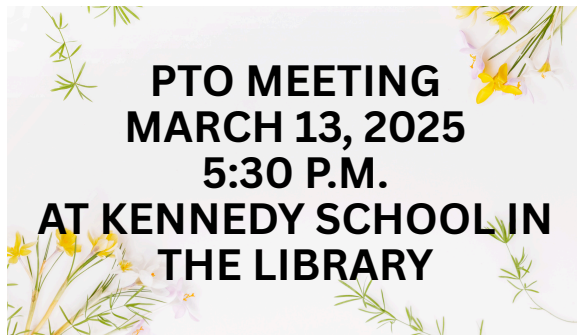 PTO MEETING
MARCH 13, 2025
5:30 P.M.
AT KENNEDY SCHOOL IN
THE LIBRARY